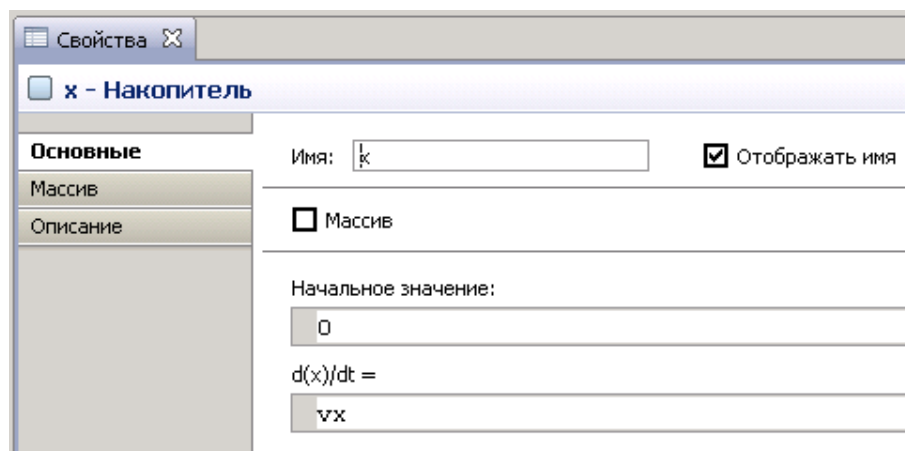 Свойства
x - Накопитель
Основные
Имя: x
Отображать имя
Массив
Массив
Описание
Начальное значение:
0
d(x)/dt =
vx